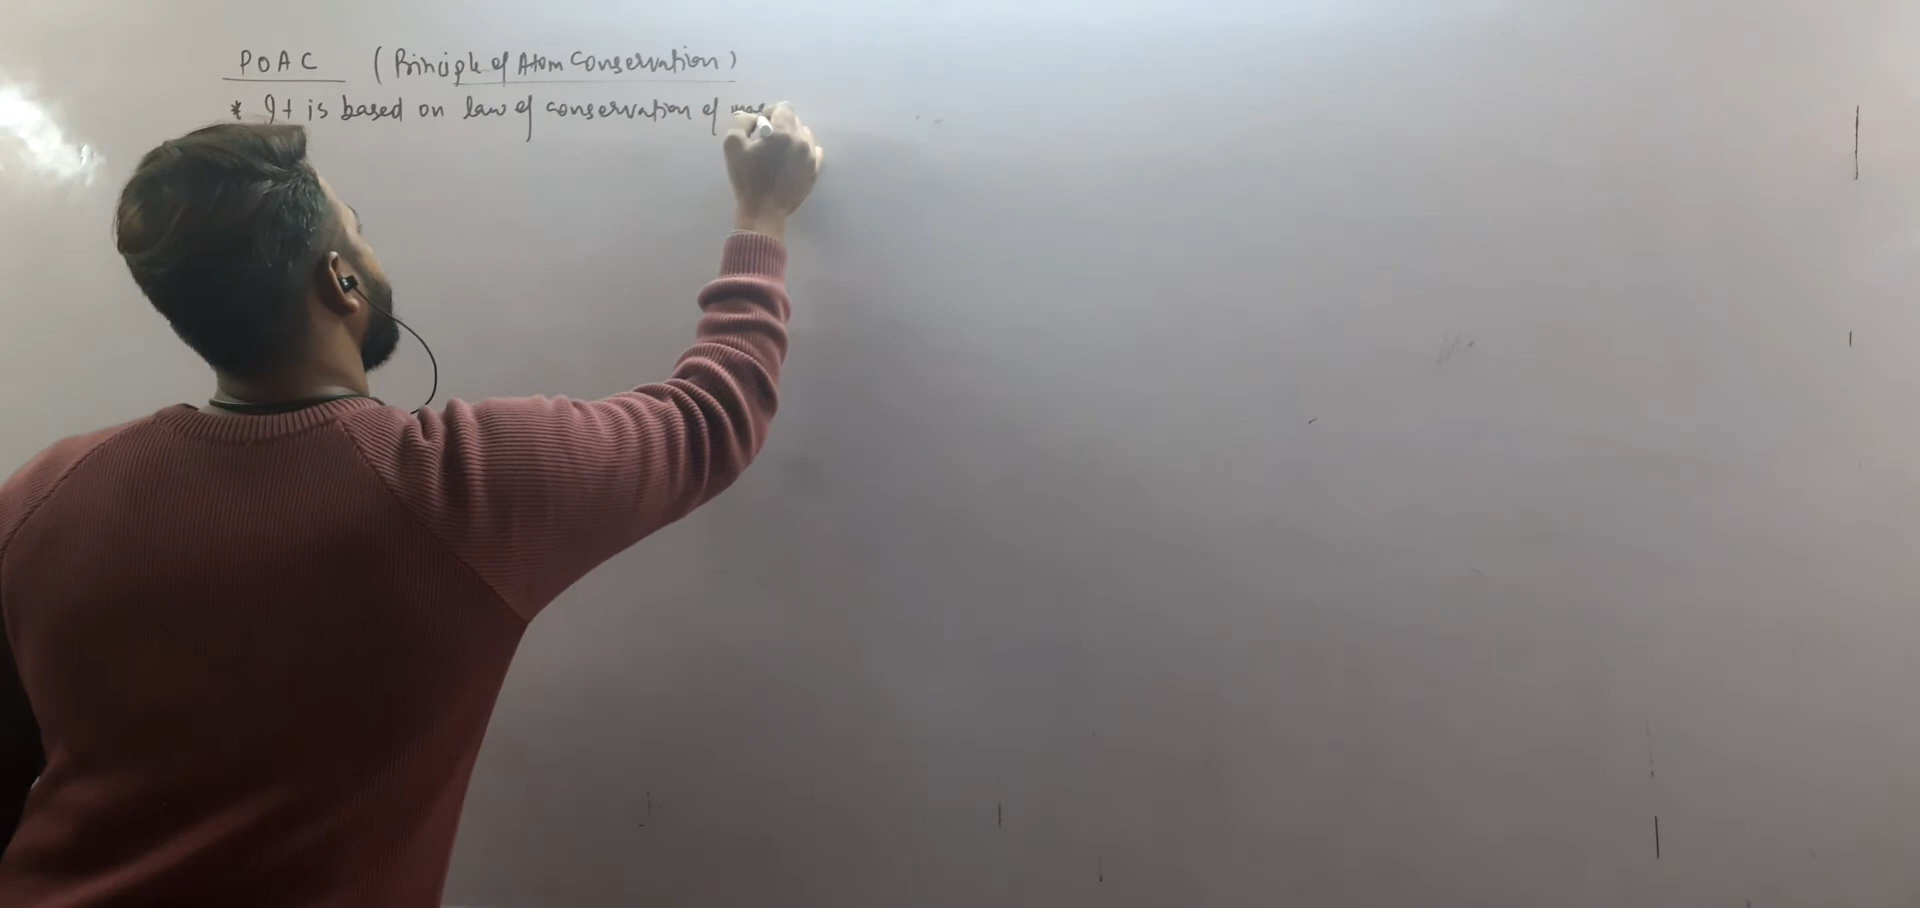 POAC (Principle of Atom Conservation)
* It is based on law of conservation of